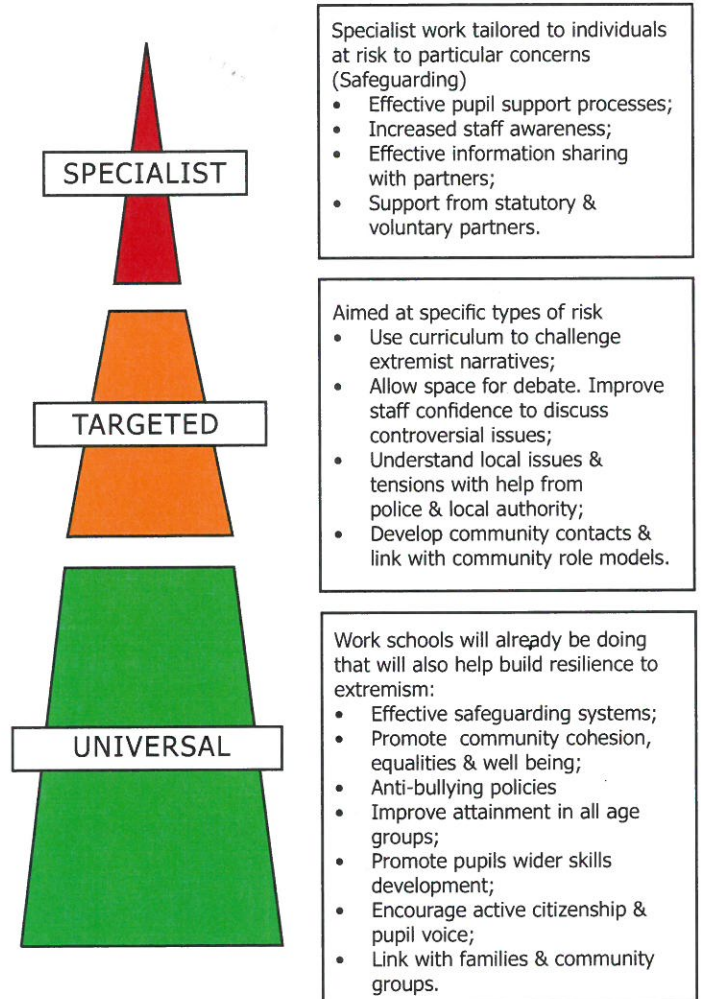 SPECIALIST
Specialist work tailored to individuals
at risk to particular concerns
(Safeguarding)
• Effective pupil support processes;
• Increased staff awareness;
• Effective information sharing
with partners;
• Support from statutory &
voluntary partners.
TARGETED
Aimed at specific types of risk
• Use curriculum to challenge
extremist narratives;
• Allow space for debate. Improve
staff confidence to discuss
controversial issues;
• Understand local issues &
tensions with help from
police & local authority;
• Develop community contacts &
link with community role models.
UNIVERSAL
Work schools will already be doing
that will also help build resilience to
extremism:
• Effective safeguarding systems;
• Promote community cohesion,
equalities & well being;
• Anti-bullying policies
• Improve attainment in all age
groups;
• Promote pupils wider skills
development;
• Encourage active citizenship &
pupil voice;
• Link with families & community
groups.